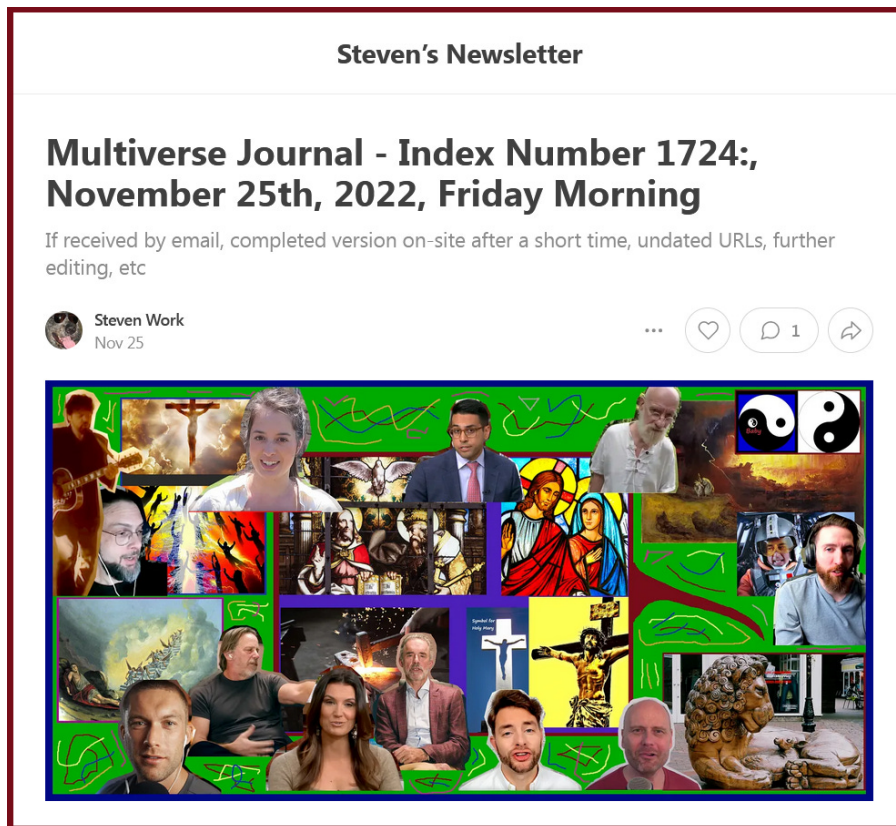 Steven's Newsletter
Multiverse Journal - Index Number 1724:,
November 25th, 2022, Friday Morning
If received by email, completed version on-site after a short time, undated URLs, further
editing, etc
Steven Work
Nov 25
1
Baby
Symbol for
Holy Mary